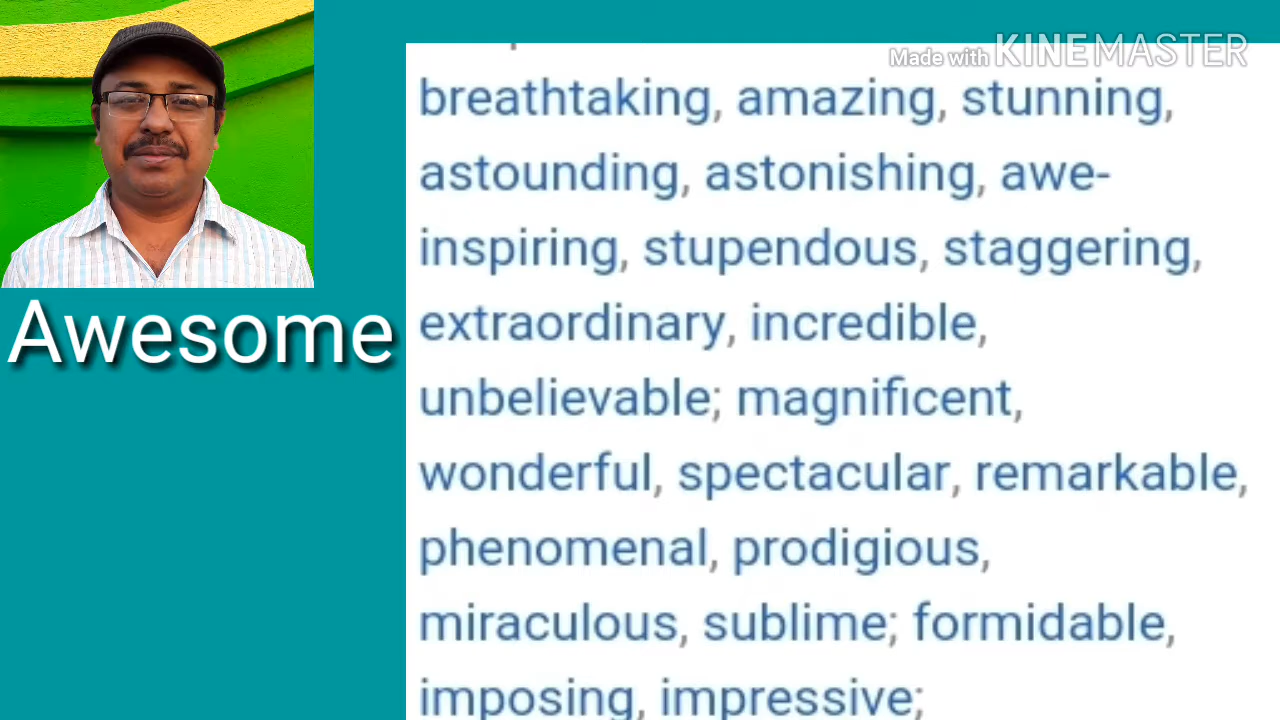 Made with KINEMASTER
Awesome
breathtaking, amazing, stunning,
astounding, astonishing, awe-
inspiring, stupendous, staggering,
extraordinary, incredible,
unbelievable; magnificent,
wonderful, spectacular, remarkable,
phenomenal, prodigious,
miraculous, sublime; formidable,
imposing, impressive;